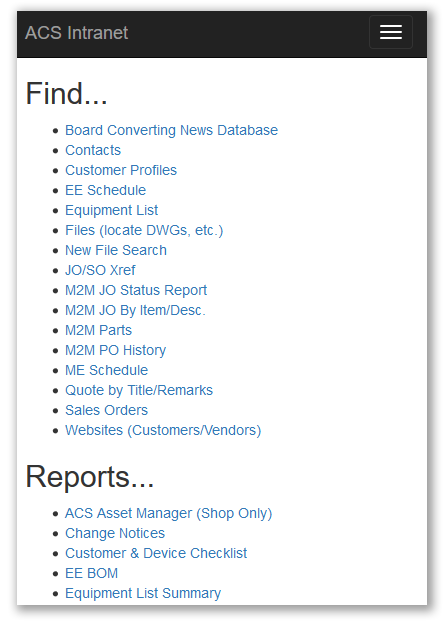 ACS Intranet
Find...
Board Converting News Database
Contacts
Customer Profiles
EE Schedule
Equipment List
Files (locate DWGs, etc.)
New File Search
JO/SO Xref
M2M JO Status Report
M2M JO By Item/Desc.
M2M Parts
M2M PO History
ME Schedule
Quote by Title/Remarks
Sales Orders
Websites (Customers/Vendors)
Reports...
ACS Asset Manager (Shop Only)
Change Notices
Customer & Device Checklist
EE BOM
Equipment List Summary